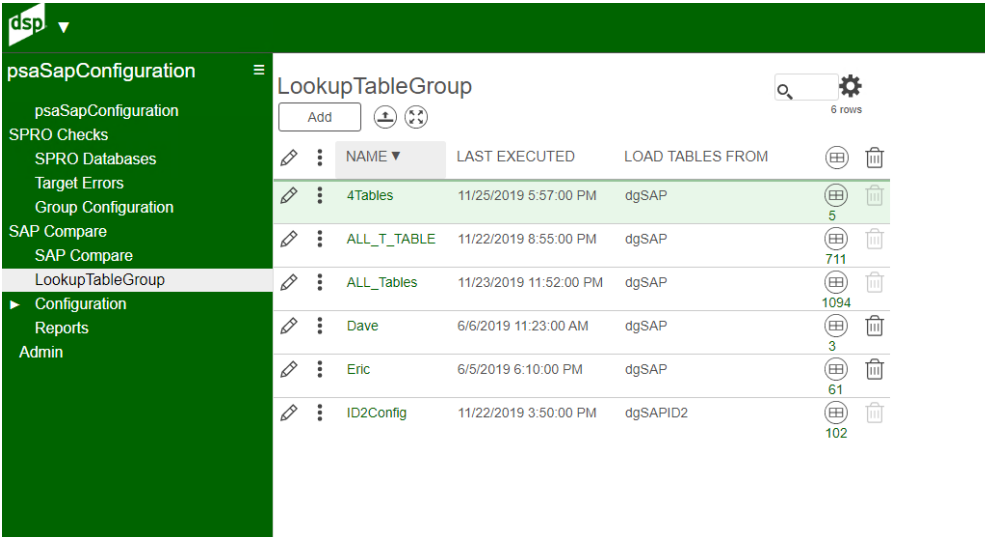 dsp
psaSapConfiguration
psaSapConfiguration
SPRO Checks
SPRO Databases
Target Errors
Group Configuration
SAP Compare
SAP Compare
LookupTableGroup
Configuration
Reports
Admin
LookupTableGroup
6 rows
Add
NAME LAST EXECUTED LOAD TABLES FROM
4Tables 11/25/2019 5:57:00 PM dgSAP 5
ALL_T_TABLE 11/22/2019 8:55:00 PM dgSAP 711
ALL_Tables 11/23/2019 11:52:00 PM dgSAP 1094
Dave 6/6/2019 11:23:00 AM dgSAP 3
Eric 6/5/2019 6:10:00 PM dgSAP 61
ID2Config 11/22/2019 3:50:00 PM dgSAPID2 102